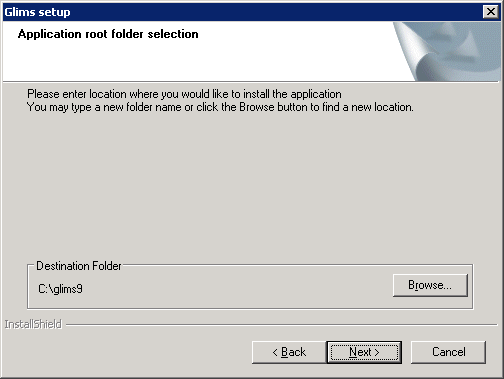 Glims setup
Application root folder selection
Please enter location where you would like to install the application
You may type a new folder name or click the Browse button to find a new location.
Destination Folder
C:\glims9
Browse...
InstallShield
< Back
Next >
Cancel